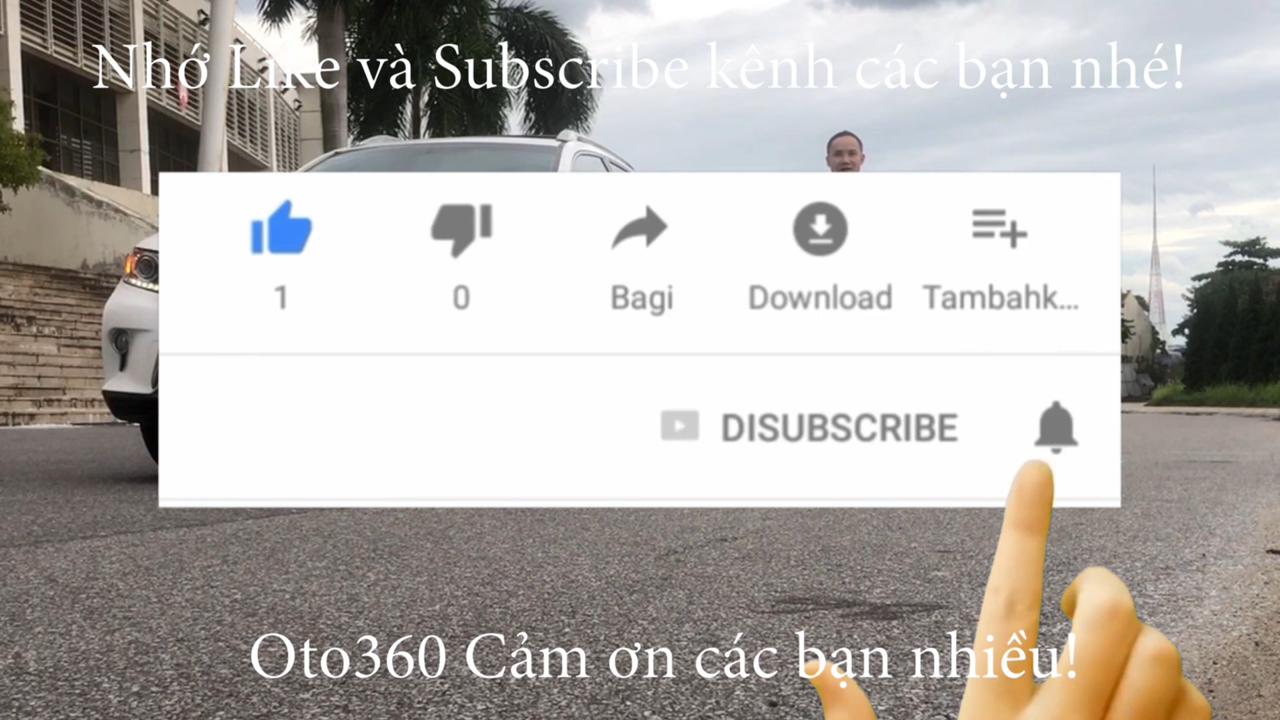 Nhớ Like và Subscribe kênh các bạn nhé!
1 0 Bagi Download Tambahk...
DISUBSCRIBE
Oto360 Cảm ơn các bạn nhiều!